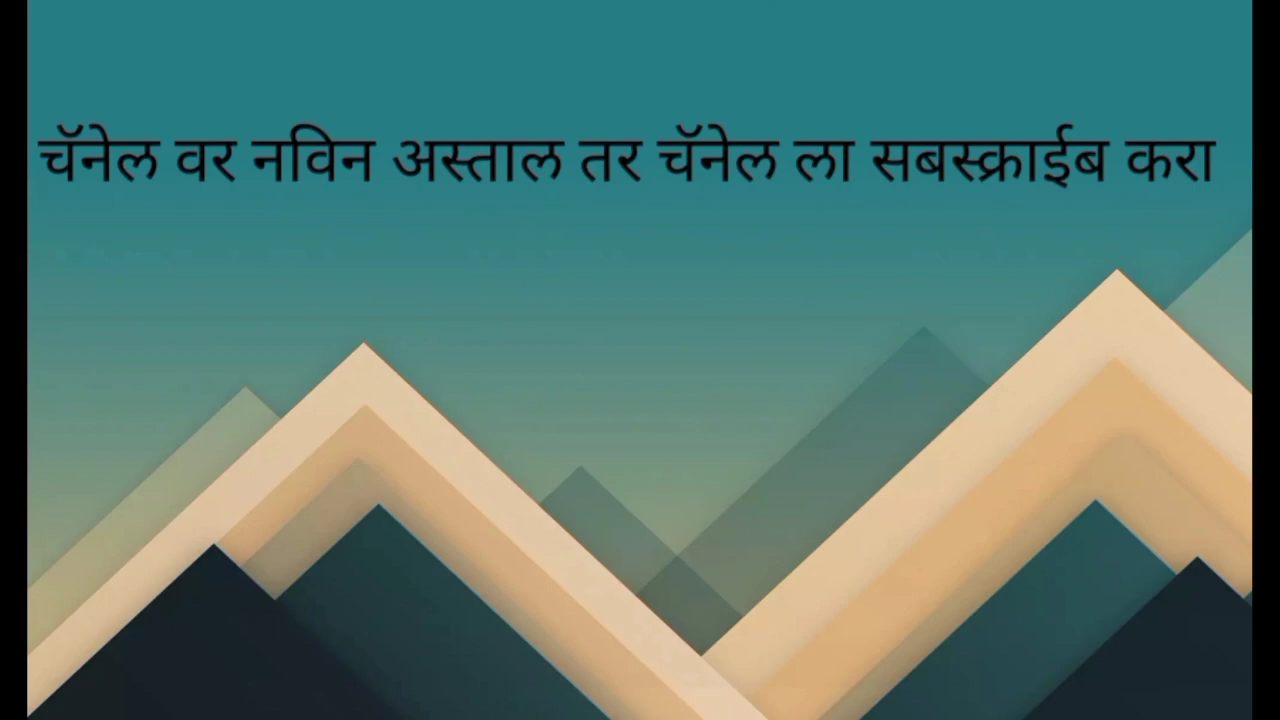 चॅनेल वर नविन अस्ताल तर चॅनेल ला सबस्क्राईब करा